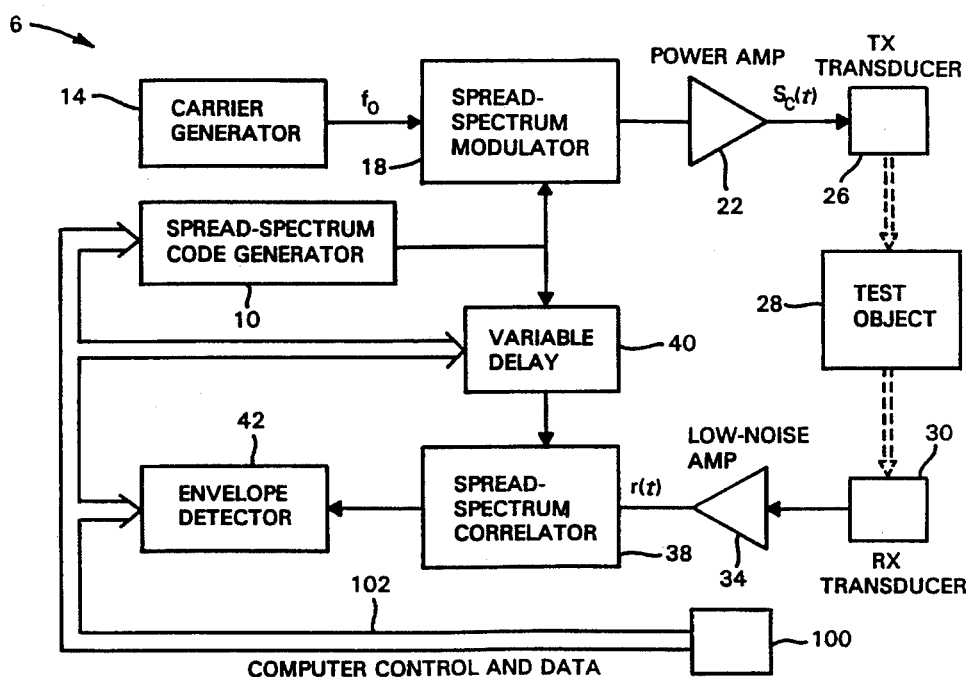 6
POWER AMP
TX
TRANSDUCER
14
CARRIER
GENERATOR
f₀
SPREAD-
SPECTRUM
MODULATOR
18
S_C(t)
22
26
SPREAD-SPECTRUM
CODE GENERATOR
10
28
TEST
OBJECT
VARIABLE
DELAY
40
42
ENVELOPE
DETECTOR
SPREAD-
SPECTRUM
CORRELATOR
38
LOW-NOISE
AMP
r(t)
34
30
RX
TRANSDUCER
102
100
COMPUTER CONTROL AND DATA